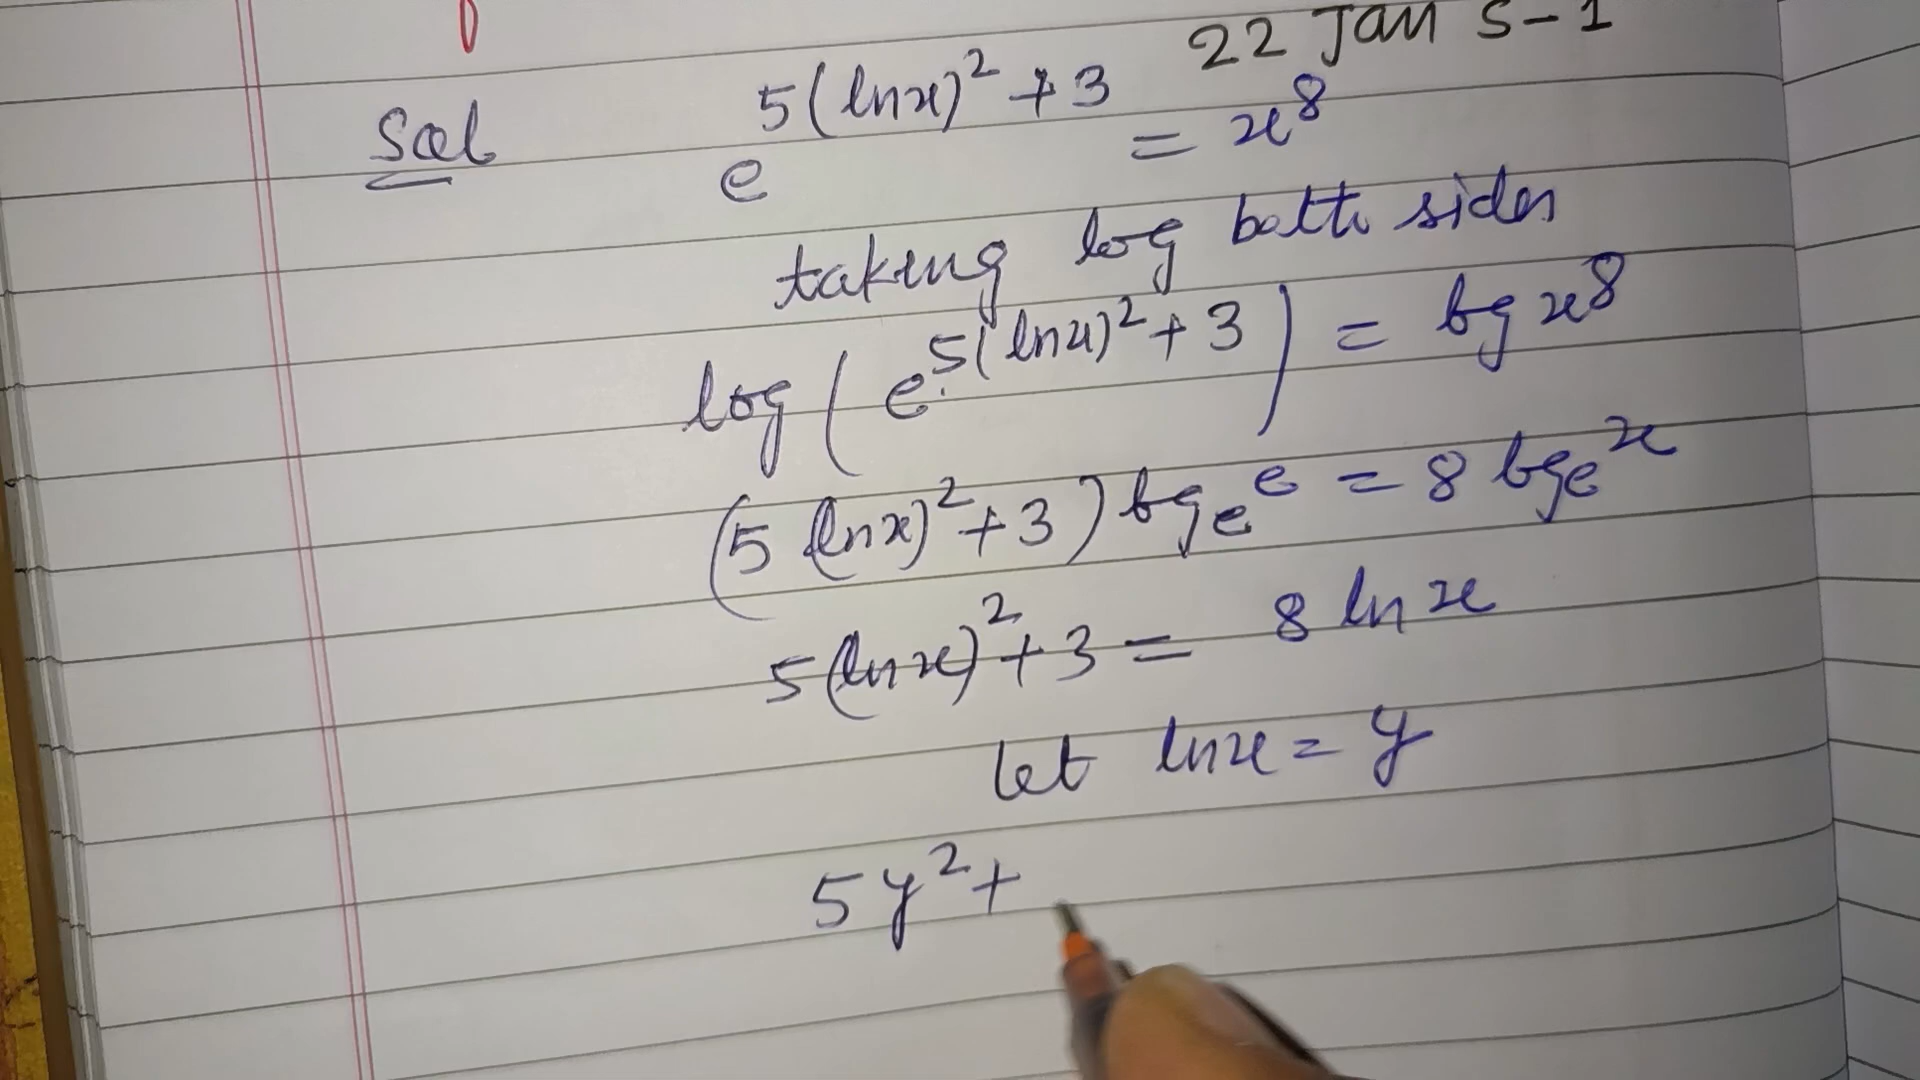 22 Jan S-1
Sol e^{5(ln x)^2 + 3} = x^8
taking log both sides
log(e^{5(ln x)^2 + 3}) = log x^8
(5(ln x)^2 + 3) log_e e = 8 log_e x
5(ln x)^2 + 3 = 8 ln x
let ln x = y
5y^2 +